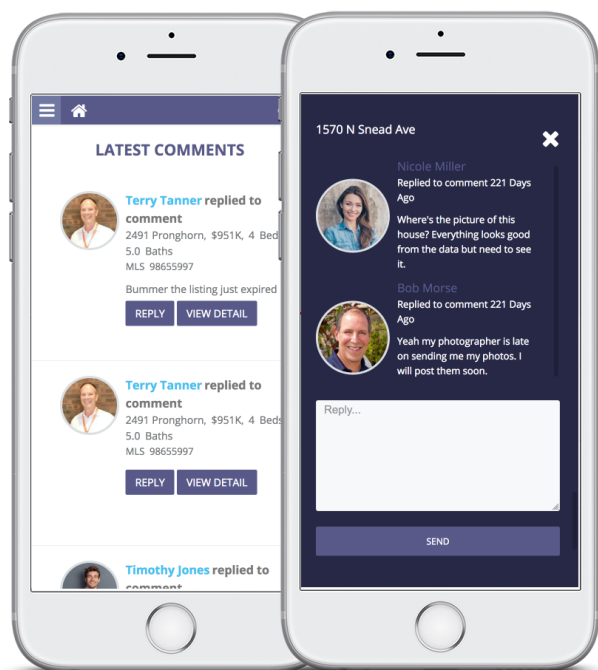 LATEST COMMENTS
Terry Tanner replied to
comment
2491 Pronghorn, $951K, 4 Bed
5.0 Baths
MLS 98655997
Bummer the listing just expired
REPLY
VIEW DETAIL
Terry Tanner replied to
comment
2491 Pronghorn, $951K, 4 Beds
5.0 Baths
MLS 98655997
REPLY
VIEW DETAIL
Timothy Jones replied to
comment
1570 N Snead Ave
Nicole Miller
Replied to comment 221 Days
Ago
Where's the picture of this
house? Everything looks good
from the data but need to see
it.
Bob Morse
Replied to comment 221 Days
Ago
Yeah my photographer is late
on sending me my photos. I
will post them soon.
Reply...
SEND